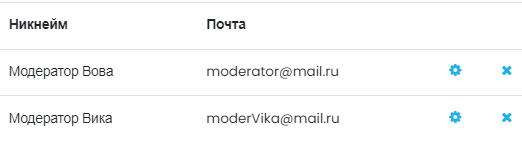 Никнейм Почта
Модератор Вова moderator@mail.ru
Модератор Вика moderVika@mail.ru